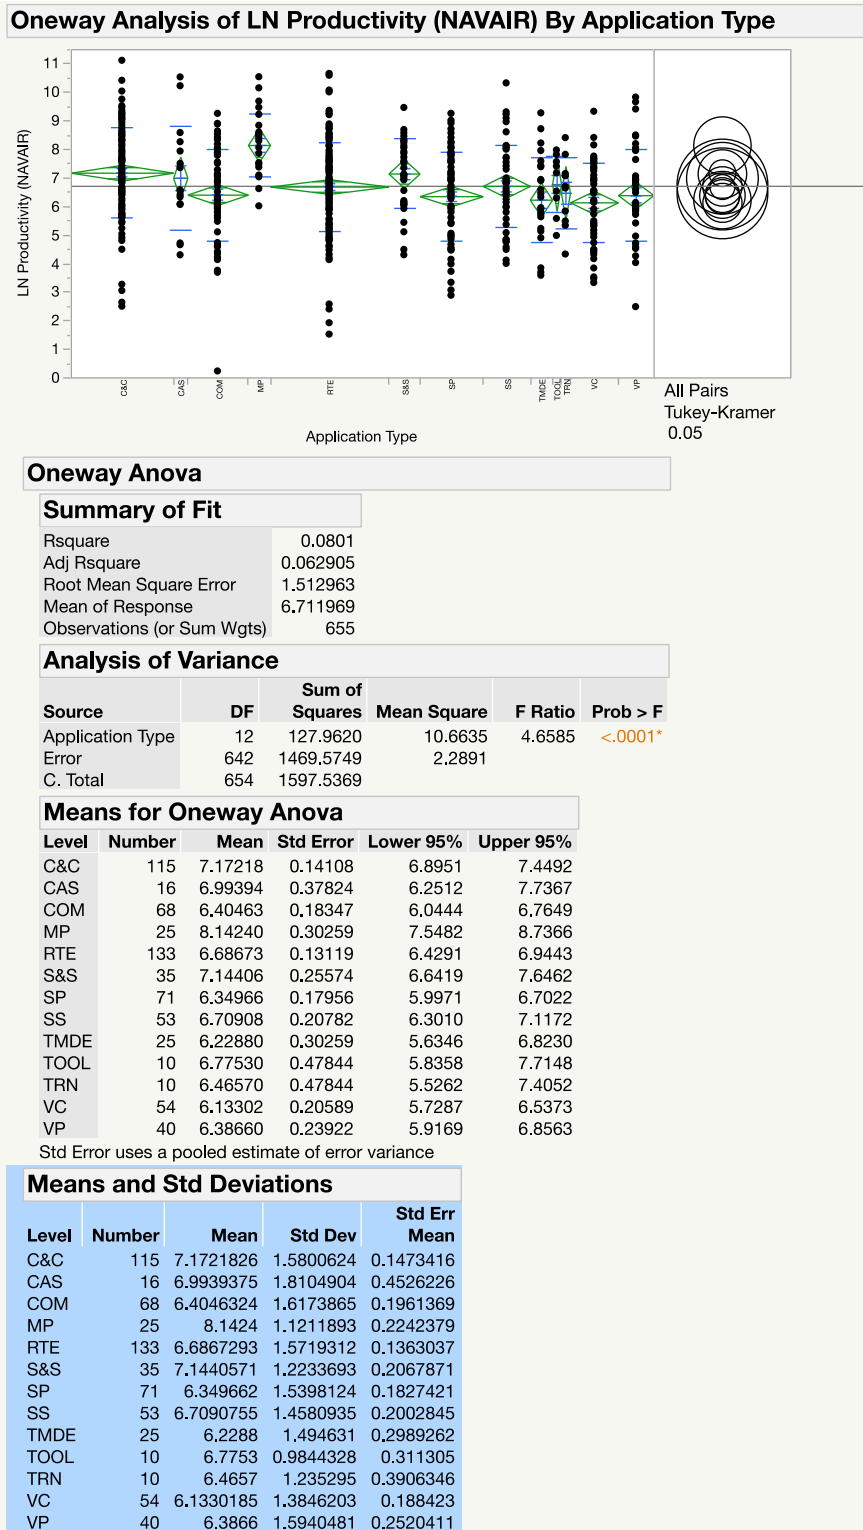 Oneway Analysis of LN Productivity (NAVAIR) By Application Type
LN Productivity (NAVAIR)
11
10
9
8
7
6
5
4
3
2
1
0
C&C CAS COM MP RTE S&S SP SS TMDE TOOL TRN VC VP
Application Type
All Pairs
Tukey-Kramer
0.05
Oneway Anova
Summary of Fit
Rsquare 0.0801
Adj Rsquare 0.062905
Root Mean Square Error 1.512963
Mean of Response 6.711969
Observations (or Sum Wgts) 655
Analysis of Variance
Sum of
Source DF Squares Mean Square F Ratio Prob > F
Application Type 12 127.9620 10.6635 4.6585 <.0001*
Error 642 1469.5749 2.2891
C. Total 654 1597.5369
Means for Oneway Anova
Level Number Mean Std Error Lower 95% Upper 95%
C&C 115 7.17218 0.14108 6.8951 7.4492
CAS 16 6.99394 0.37824 6.2512 7.7367
COM 68 6.40463 0.18347 6.0444 6.7649
MP 25 8.14240 0.30259 7.5482 8.7366
RTE 133 6.68673 0.13119 6.4291 6.9443
S&S 35 7.14406 0.25574 6.6419 7.6462
SP 71 6.34966 0.17956 5.9971 6.7022
SS 53 6.70908 0.20782 6.3010 7.1172
TMDE 25 6.22880 0.30259 5.6346 6.8230
TOOL 10 6.77530 0.47844 5.8358 7.7148
TRN 10 6.46570 0.47844 5.5262 7.4052
VC 54 6.13302 0.20589 5.7287 6.5373
VP 40 6.38660 0.23922 5.9169 6.8563
Std Error uses a pooled estimate of error variance
Means and Std Deviations
Std Err
Level Number Mean Std Dev Mean
C&C 115 7.1721826 1.5800624 0.1473416
CAS 16 6.9939375 1.8104904 0.4526226
COM 68 6.4046324 1.6173865 0.1961369
MP 25 8.1424 1.1211893 0.2242379
RTE 133 6.6867293 1.5719312 0.1363037
S&S 35 7.1440571 1.2233693 0.2067871
SP 71 6.349662 1.5398124 0.1827421
SS 53 6.7090755 1.4580935 0.2002845
TMDE 25 6.2288 1.494631 0.2989262
TOOL 10 6.7753 0.9844328 0.311305
TRN 10 6.4657 1.235295 0.3906346
VC 54 6.1330185 1.3846203 0.188423
VP 40 6.3866 1.5940481 0.2520411